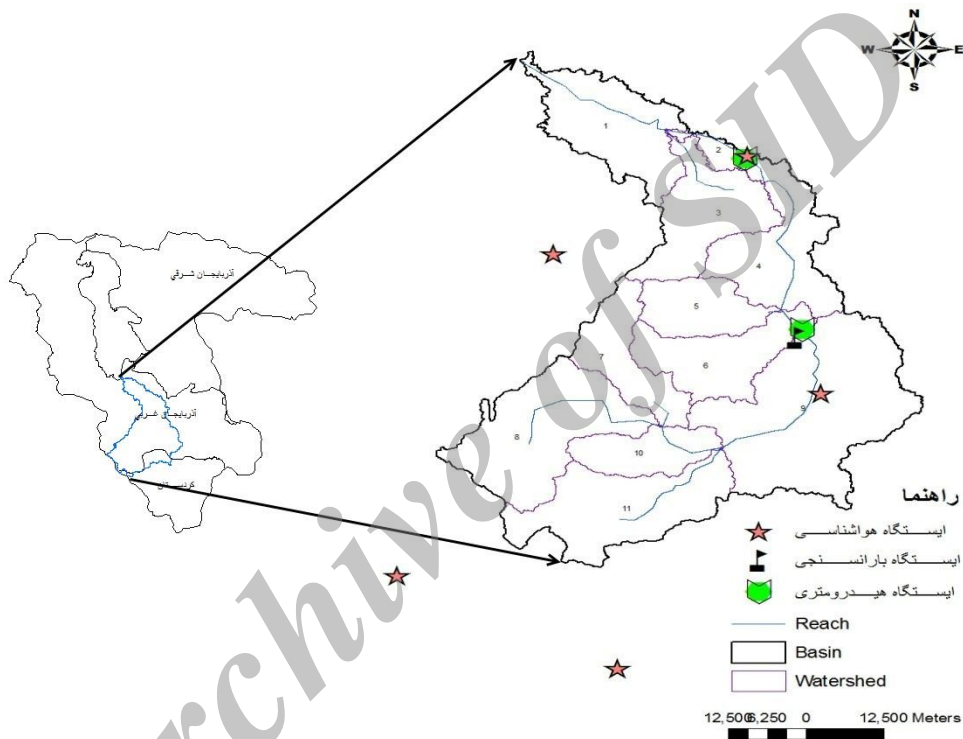 N
W E
S
1
2
3
4
5
6
7
8
9
10
11
آذربایجان شرقی
آذربایجان غربی
کردستان
راهنما
ایستگاه هواشناسی
ایستگاه بارانسنجی
ایستگاه هیدرومتری
Reach
Basin
Watershed
12,500 6,250 0 12,500 Meters
Archive of SID